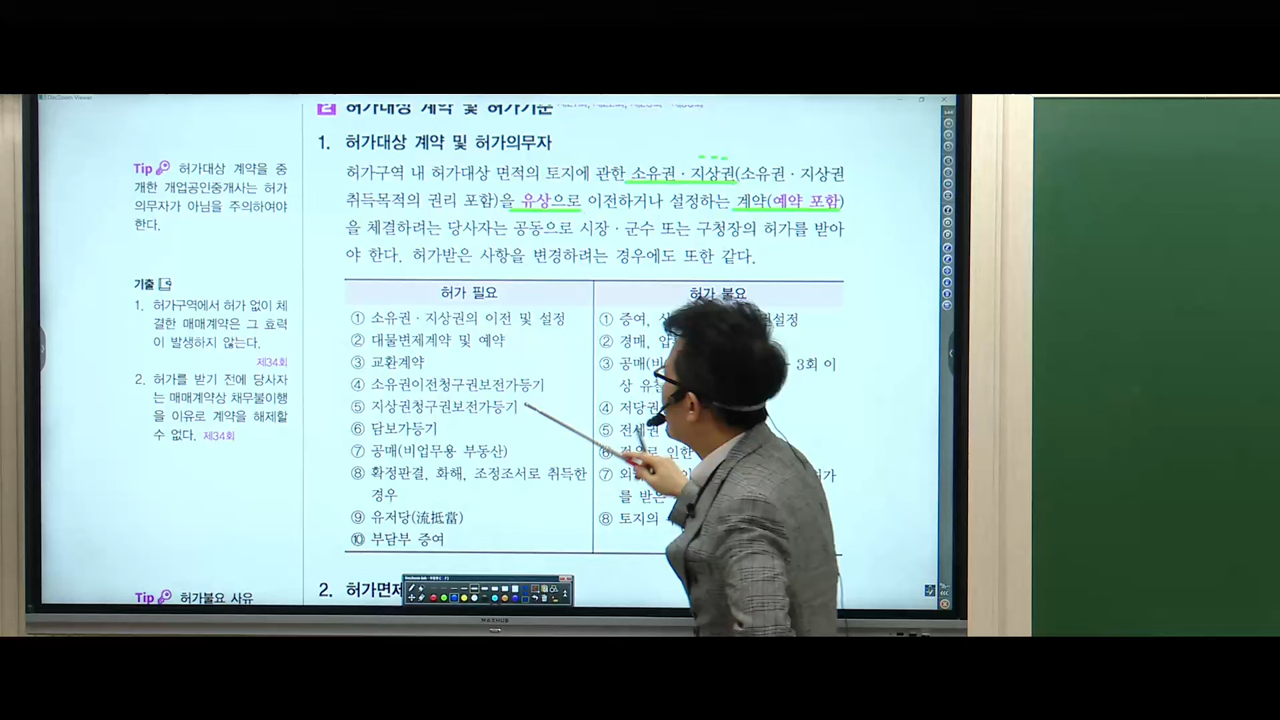 DocZoom Viewer
2 허가대상 계약 및 허가기준
1. 허가대상 계약 및 허가의무자
허가구역 내 허가대상 면적의 토지에 관한 소유권 · 지상권(소유권 · 지상권
취득목적의 권리 포함)을 유상으로 이전하거나 설정하는 계약(예약 포함)
을 체결하려는 당사자는 공동으로 시장 · 군수 또는 구청장의 허가를 받아
야 한다. 허가받은 사항을 변경하려는 경우에도 또한 같다.
Tip 허가대상 계약을 중
개한 개업공인중개사는 허가
의무자가 아님을 주의하여야
한다.
기출
1. 허가구역에서 허가 없이 체
결한 매매계약은 그 효력
이 발생하지 않는다.
제34회
2. 허가를 받기 전에 당사자
는 매매계약상 채무불이행
을 이유로 계약을 해제할
수 없다. 제34회
Tip 허가불요 사유
허가 필요
① 소유권 · 지상권의 이전 및 설정
② 대물변제계약 및 예약
③ 교환계약
④ 소유권이전청구권보전가등기
⑤ 지상권청구권보전가등기
⑥ 담보가등기
⑦ 공매(비업무용 부동산)
⑧ 확정판결, 화해, 조정조서로 취득한
경우
⑨ 유저당(流抵當)
⑩ 부담부 증여
허가 불요
① 증여, 설정
② 경매,
③ 공매( 3회 이
상
④ 저당권
⑤ 전세권
⑥ 인한
⑦
를 받은
⑧ 토지의
2. 허가면제
MAXHUB